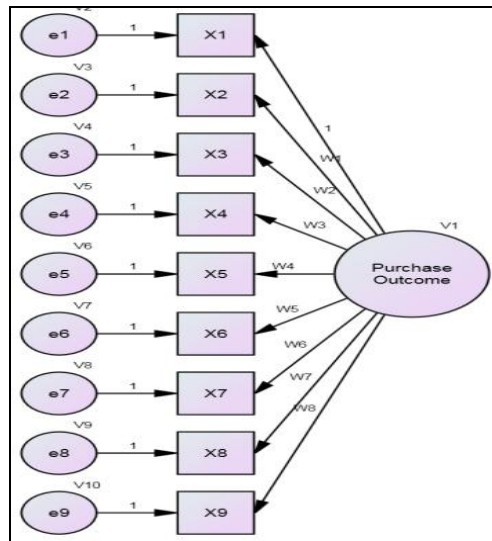 V2
e1 1 X1
V3
e2 1 X2
1
V4
W1
e3 1 X3
W2
V5
e4 1 X4
W3
V1
V6
e5 1 X5
W4
Purchase
Outcome
V7
e6 1 X6
W5
V8
W6
e7 1 X7
W7
V9
e8 1 X8
W8
V10
e9 1 X9